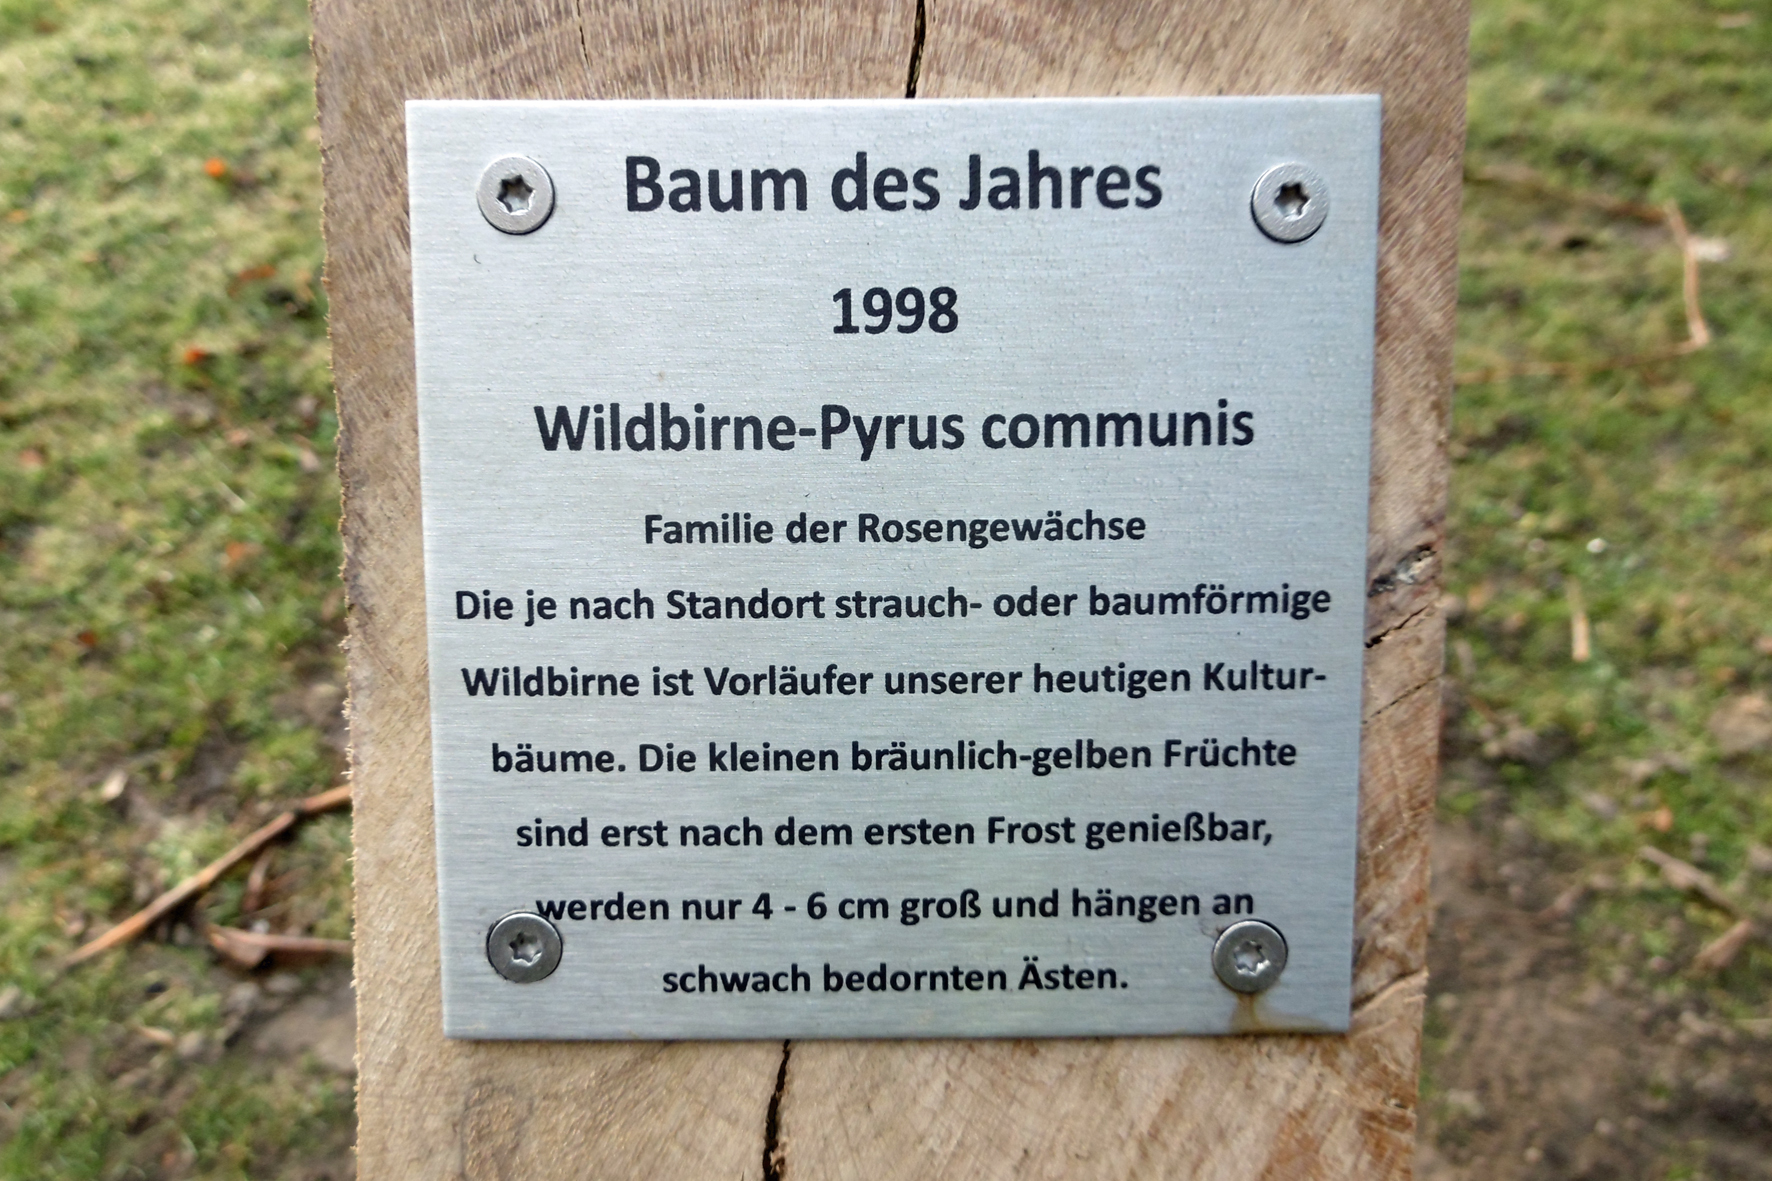 Baum des Jahres
1998
Wildbirne-Pyrus communis
Familie der Rosengewächse
Die je nach Standort strauch- oder baumförmige
Wildbirne ist Vorläufer unserer heutigen Kultur-
bäume. Die kleinen bräunlich-gelben Früchte
sind erst nach dem ersten Frost genießbar,
werden nur 4 - 6 cm groß und hängen an
schwach bedornten Ästen.